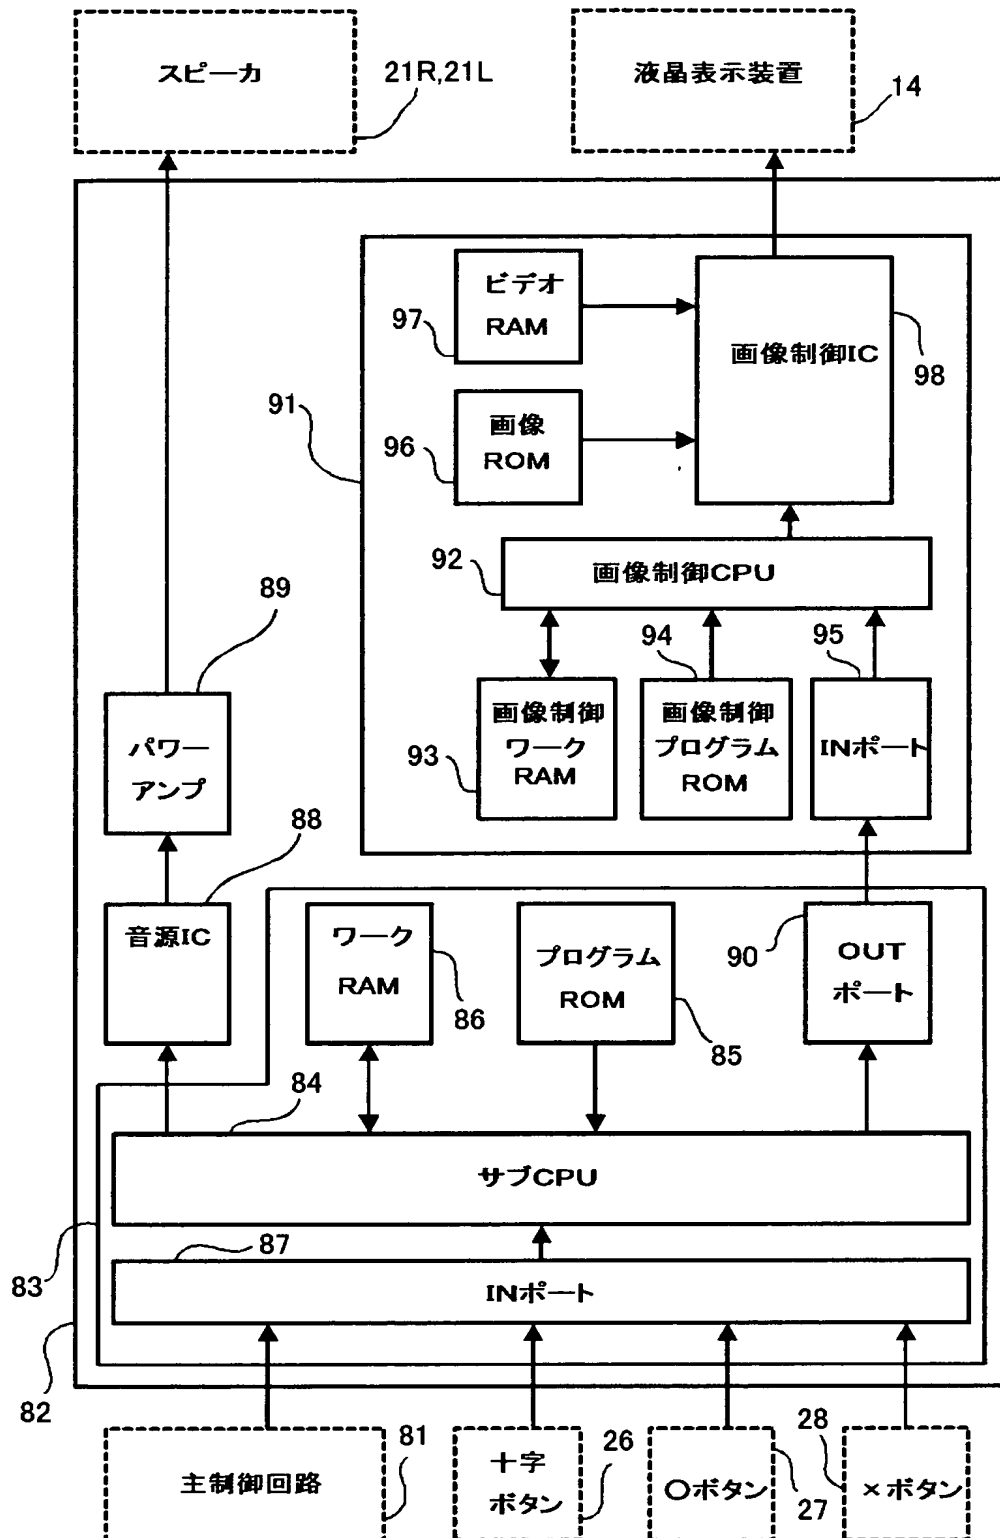 スピーカ
21R,21L
液晶表示装置
14
ビデオ
RAM
97
画像制御IC
98
91
画像
ROM
96
92
画像制御CPU
89
94
95
パワー
アンプ
画像制御
ワーク
RAM
93
画像制御
プログラム
ROM
INポート
88
音源IC
ワーク
RAM
86
プログラム
ROM
85
90
OUT
ポート
84
サブCPU
87
INポート
83
82
主制御回路
81
十字
ボタン
26
○ボタン
27
28
×ボタン